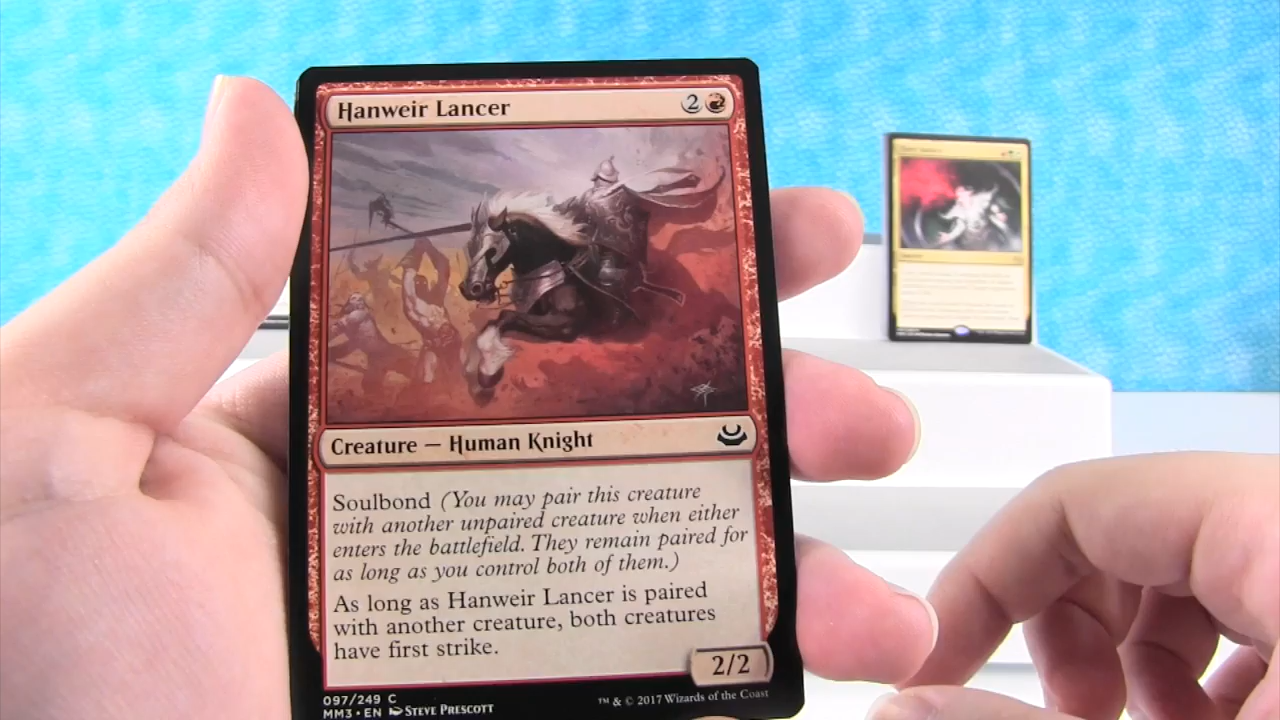 Hanweir Lancer 2
Creature — Human Knight
Soulbond (You may pair this creature
with another unpaired creature when either
enters the battlefield. They remain paired for
as long as you control both of them.)
As long as Hanweir Lancer is paired
with another creature, both creatures
have first strike.
2/2
097/249 C
MM3 • EN Steve Prescott
™ & © 2017 Wizards of the Coast